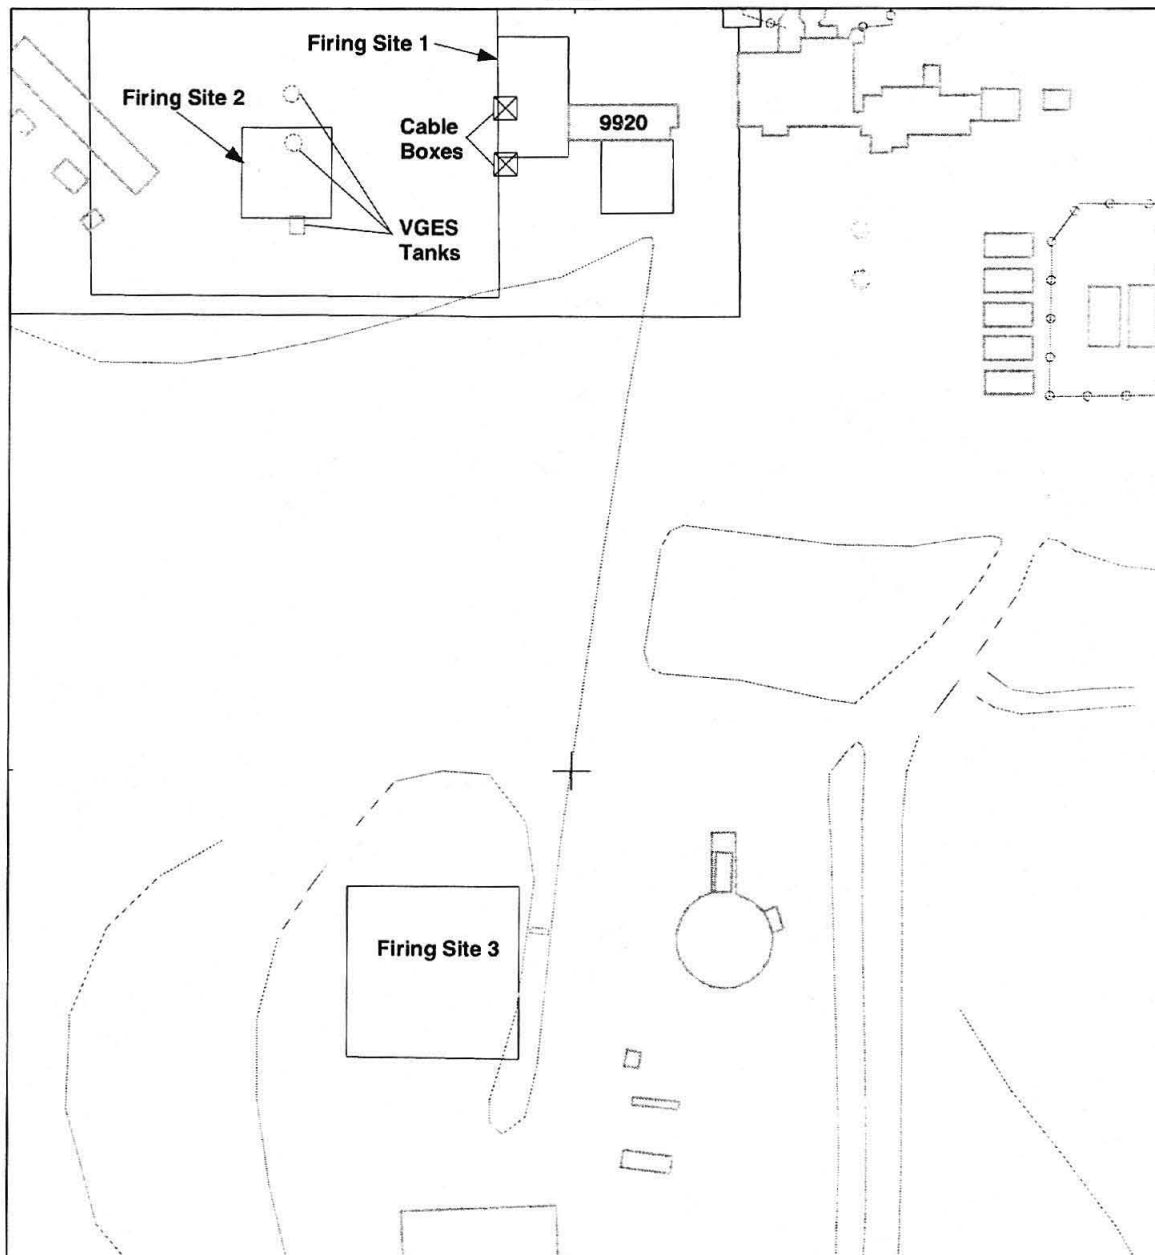 Firing Site 1
Firing Site 2
Cable
Boxes
9920
VGES
Tanks
Firing Site 3